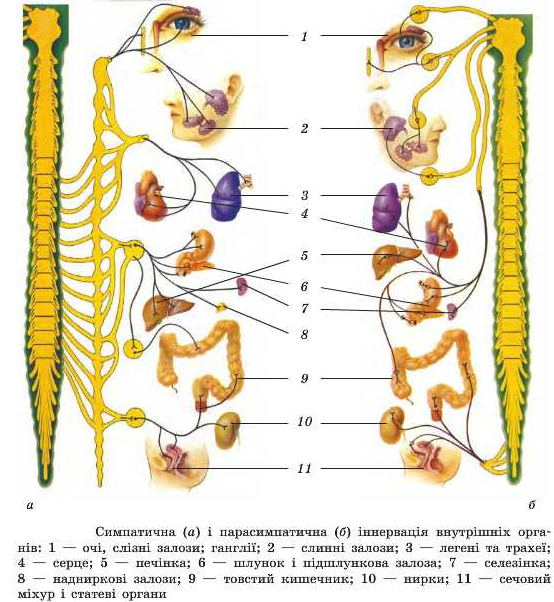 1
2
3
4
5
6
7
8
9
10
11
а
б
Симпатична (а) і парасимпатична (б) іннервація внутрішніх орга-
нів: 1 — очі, слізні залози; ганглії; 2 — слинні залози; 3 — легені та трахеї;
4 — серце; 5 — печінка; 6 — шлунок і підшлункова залоза; 7 — селезінка;
8 — надниркові залози; 9 — товстий кишечник; 10 — нирки; 11 — сечовий
міхур і статеві органи